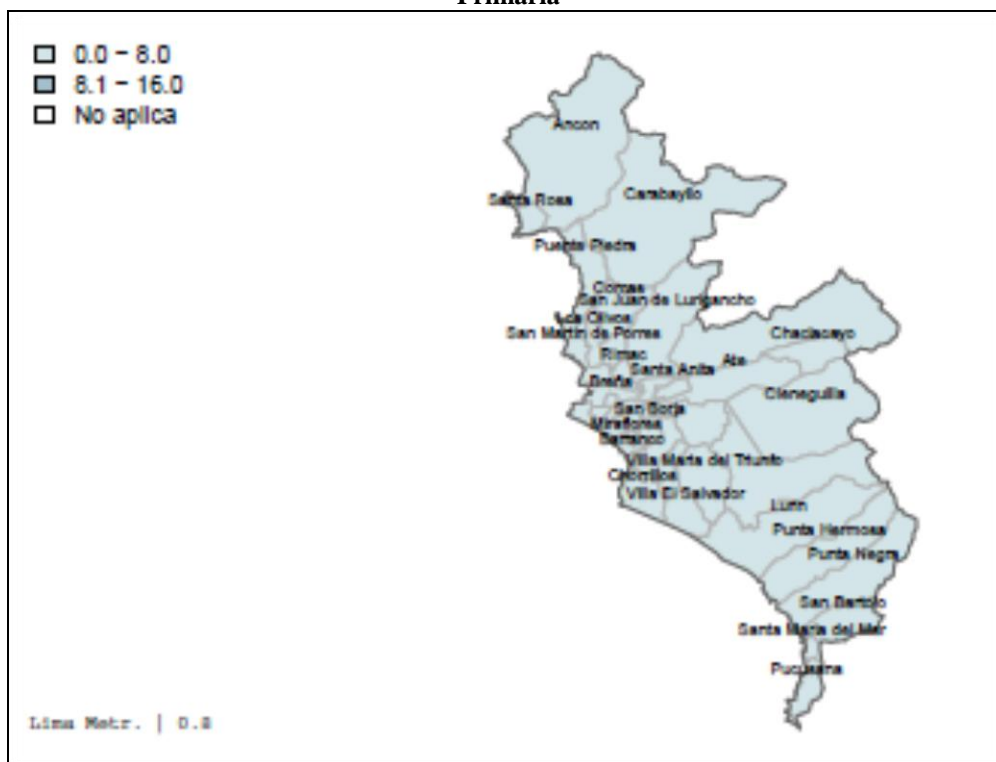 Primaria
0.0 - 8.0
8.1 - 16.0
No aplica
Ancon
Santa Rosa
Carabayllo
Puente Piedra
Comas
San Juan de Lurigancho
Los Olivos
San Martin de Porres
Chaclacayo
Rimac
Ate
Santa Anita
Breña
Cieneguilla
San Borja
Miraflores
Barranco
Villa Maria del Triunfo
Chorrillos
Villa El Salvador
Lurin
Punta Hermosa
Punta Negra
San Bartolo
Santa Maria del Mar
Pucusana
Lima Metr. | 0.8